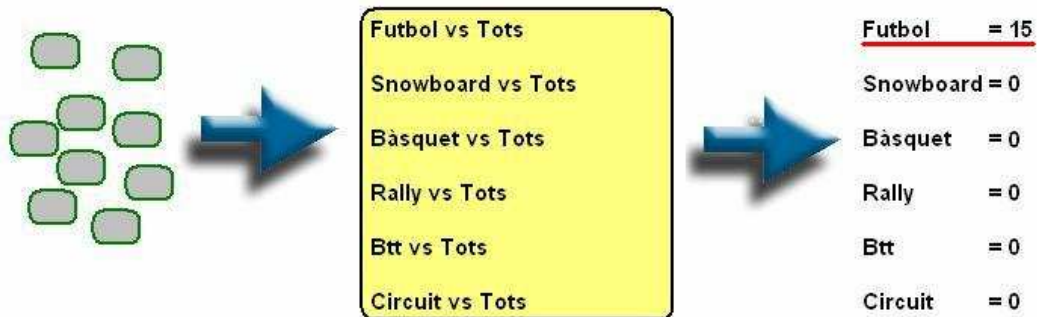 Futbol vs Tots
Snowboard vs Tots
Bàsquet vs Tots
Rally vs Tots
Btt vs Tots
Circuit vs Tots
Futbol = 15
Snowboard = 0
Bàsquet = 0
Rally = 0
Btt = 0
Circuit = 0